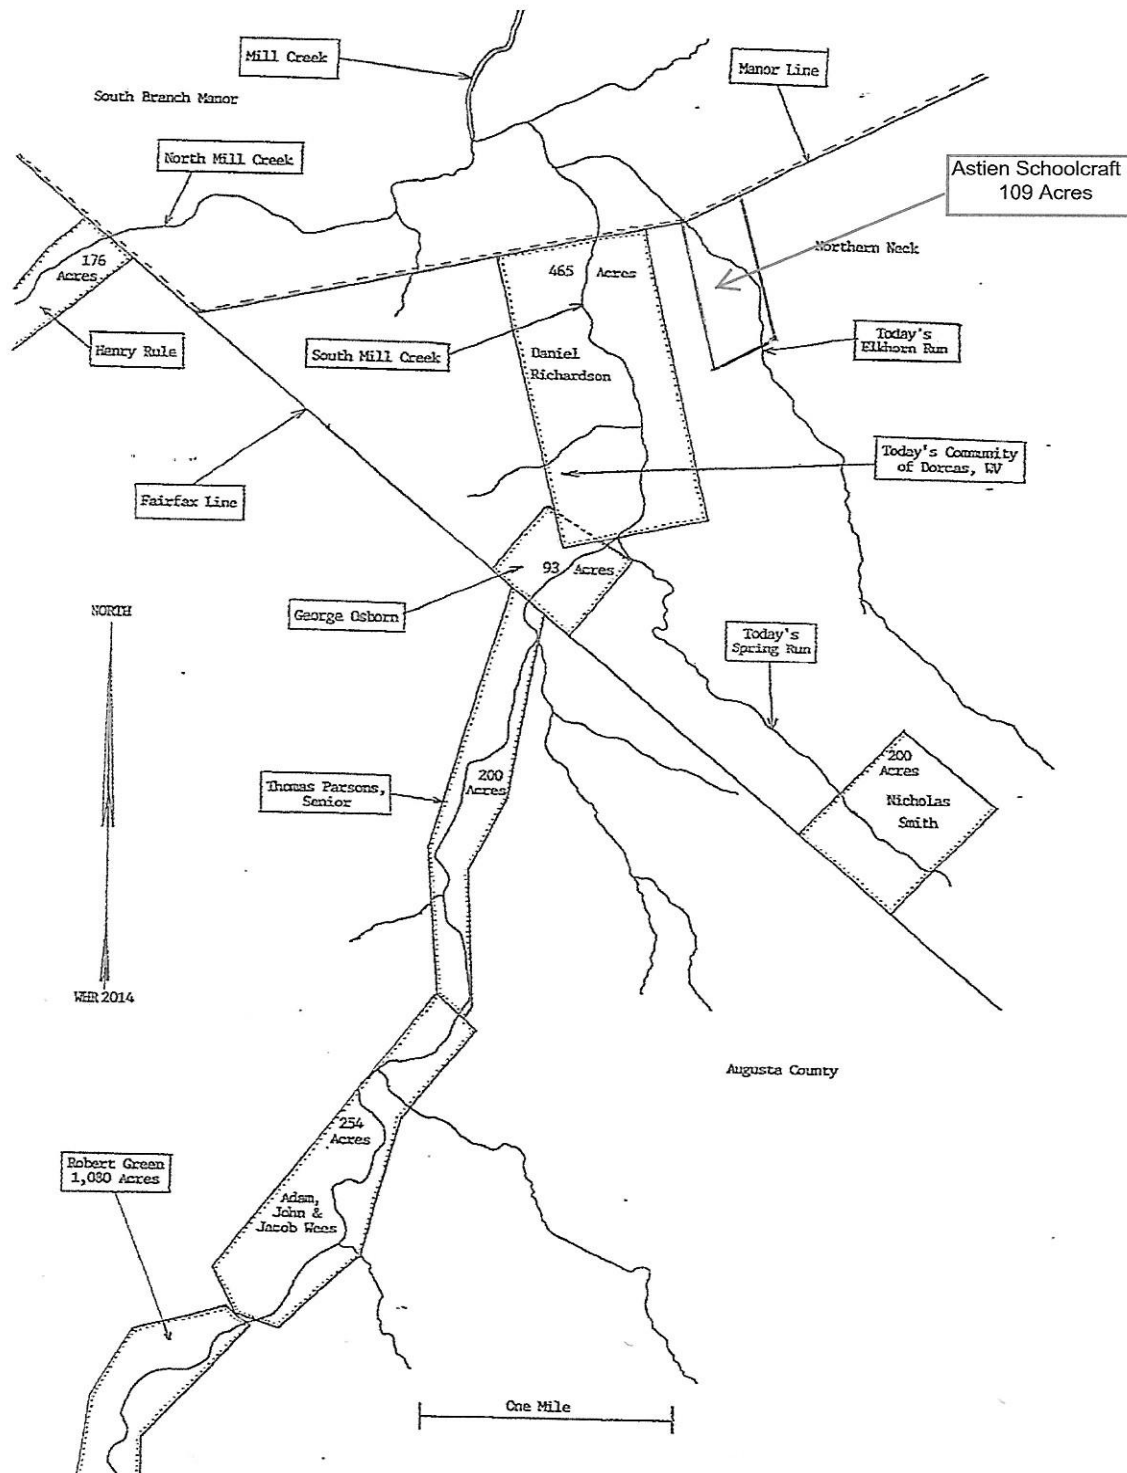 Mill Creek
South Branch Manor
Manor Line
North Mill Creek
Astien Schoolcraft
109 Acres
Northern Neck
176
Acres
465 Acres
Henry Rule
South Mill Creek
Daniel
Richardson
Today's
Elkhorn Run
Fairfax Line
Today's Community
of Dorcas, WV
93 Acres
George Osborn
NORTH
Today's
Spring Run
Thomas Parsons,
Senior
200
Acres
200
Acres
Nicholas
Smith
WHR 2014
Augusta County
254
Acres
Robert Green
1,080 Acres
Adam,
John &
Jacob Wees
One Mile